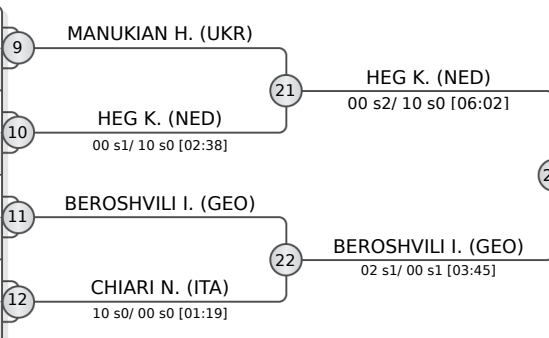 MANUKIAN H. (UKR)
9
21
HEG K. (NED)
00 s2/ 10 s0 [06:02]
HEG K. (NED)
10
00 s1/ 10 s0 [02:38]
2
BEROSHVILI I. (GEO)
11
22
BEROSHVILI I. (GEO)
02 s1/ 00 s1 [03:45]
CHIARI N. (ITA)
12
10 s0/ 00 s0 [01:19]